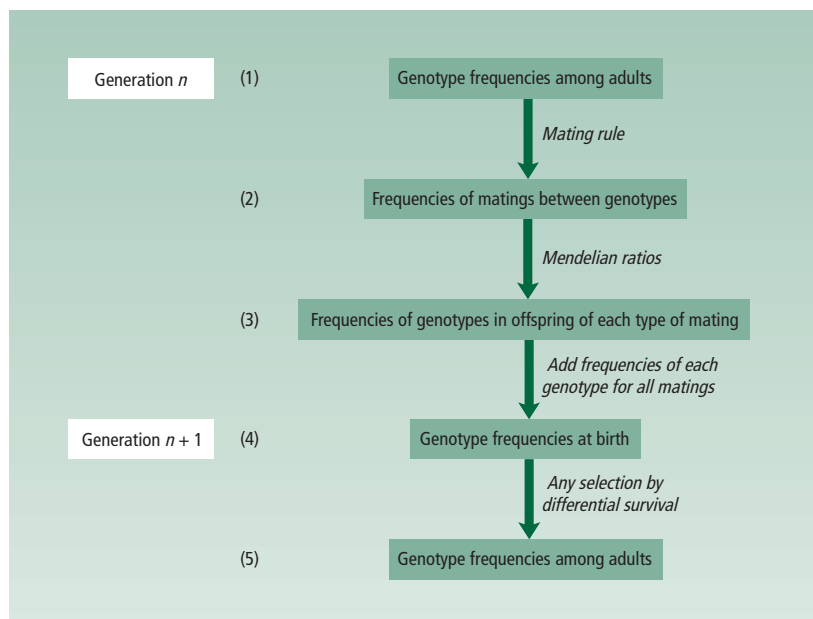 Generation n (1) Genotype frequencies among adults
Mating rule
(2) Frequencies of matings between genotypes
Mendelian ratios
(3) Frequencies of genotypes in offspring of each type of mating
Add frequencies of each
genotype for all matings
Generation n + 1 (4) Genotype frequencies at birth
Any selection by
differential survival
(5) Genotype frequencies among adults